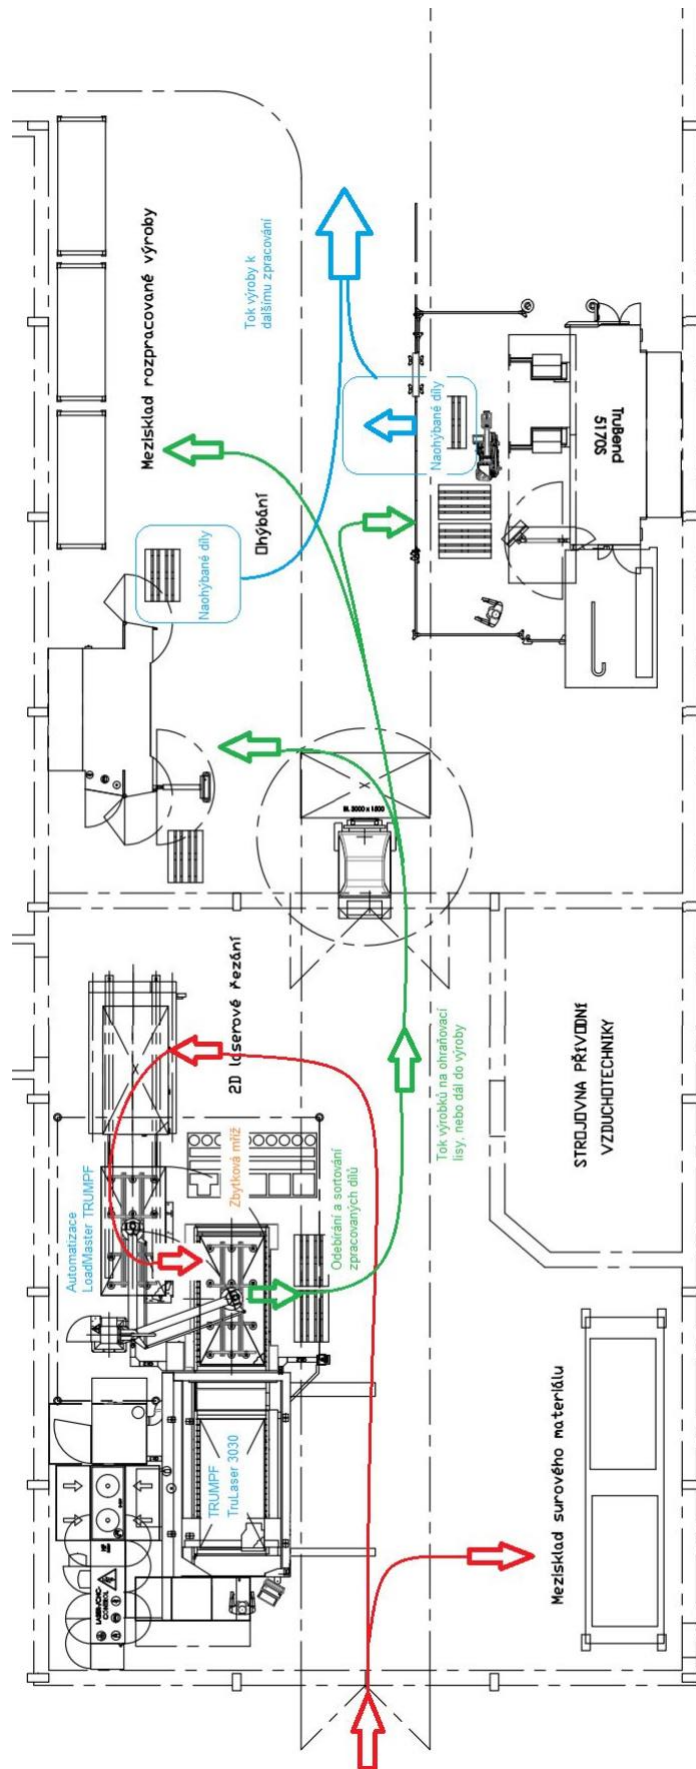 Tok výroby k
dalšímu zpracování
Mezisklad rozpracované výroby
Naohýbané díly
Ohýbání
Naohýbané díly
TruBend
5170S
2D laserové řezání
Automatizace
LoadMaster TRUMPF
Zbytková mříž
Odebírání a sortování
zpracovaných dílů
Tok výrobků na ohraňovací
lisy, nebo dál do výroby
STROJOVNA PŘÍVODNÍ
VZDUCHOTECHNIKY
TRUMPF
TruLaser 3030
Mezisklad surového materiálu